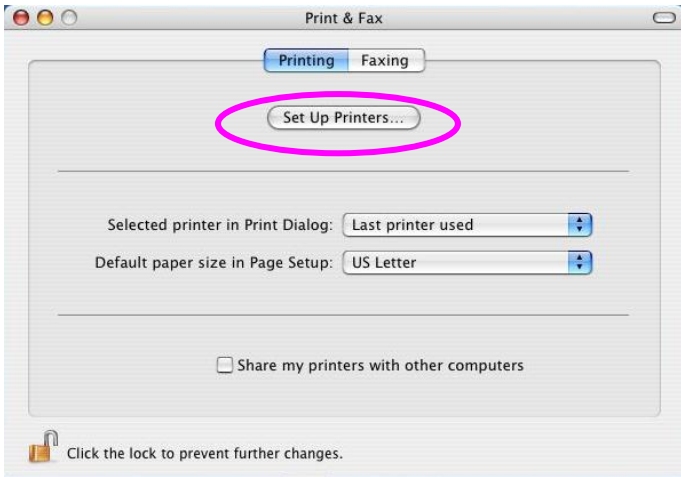 Print & Fax
Printing Faxing
Set Up Printers...
Selected printer in Print Dialog: Last printer used
Default paper size in Page Setup: US Letter
Share my printers with other computers
Click the lock to prevent further changes.